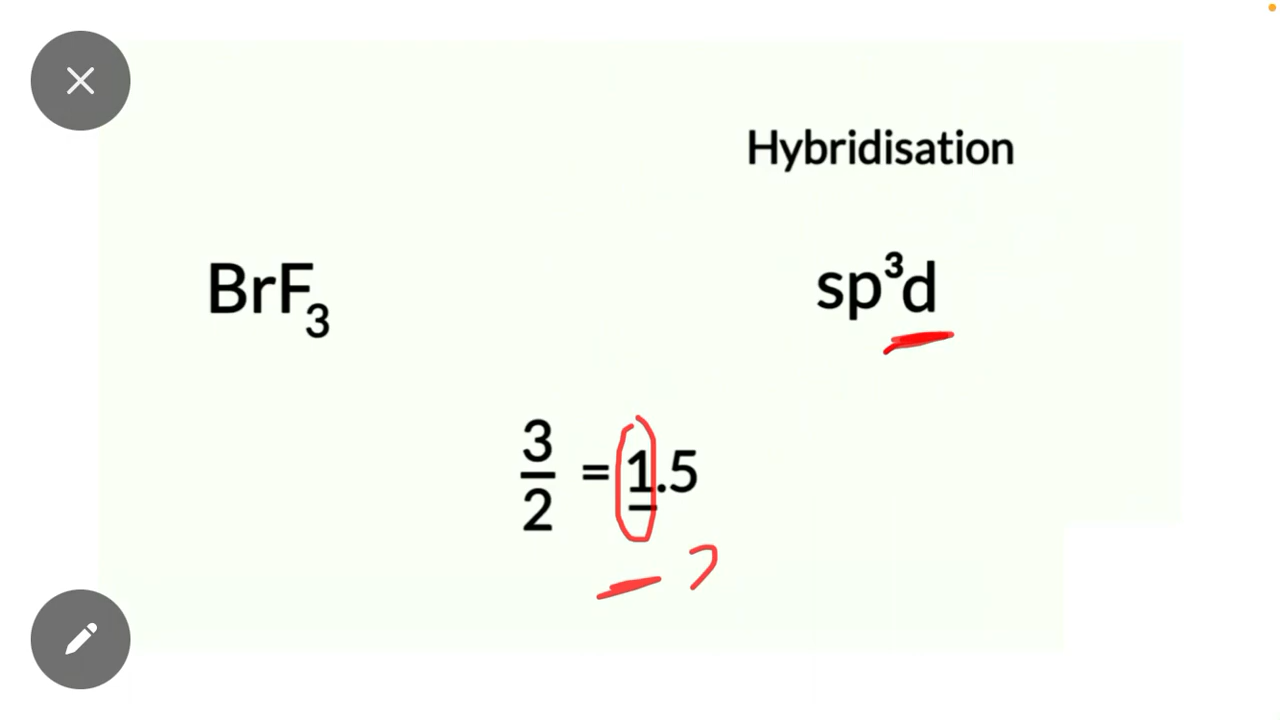 Hybridisation
BrF₃ sp³d
3/2 = 1.5